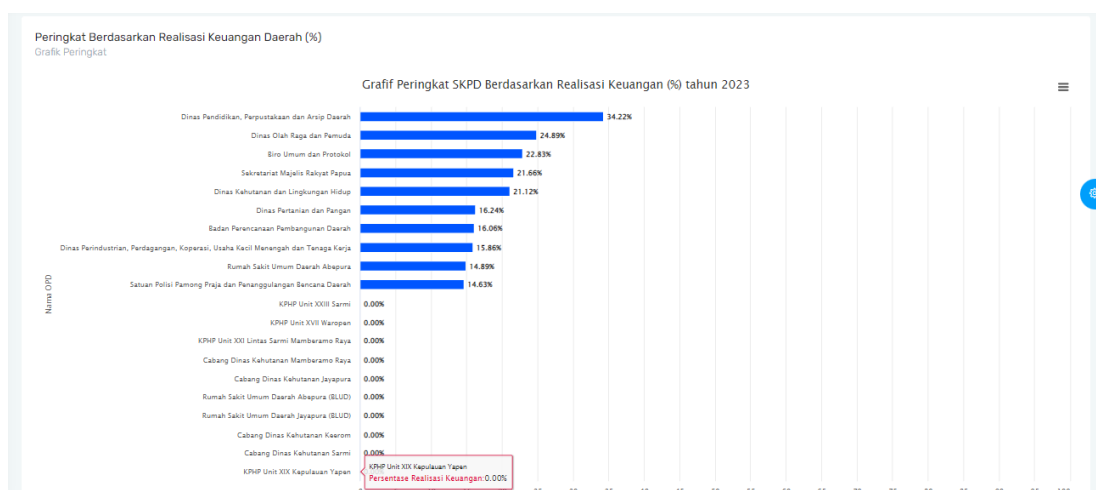 Peringkat Berdasarkan Realisasi Keuangan Daerah (%)
Grafik Peringkat
Grafif Peringkat SKPD Berdasarkan Realisasi Keuangan (%) tahun 2023
Nama OPD
Dinas Pendidikan, Perpustakaan dan Arsip Daerah 34.22%
Dinas Olah Raga dan Pemuda 24.89%
Biro Umum dan Protokol 22.83%
Sekretariat Majelis Rakyat Papua 21.66%
Dinas Kehutanan dan Lingkungan Hidup 21.12%
Dinas Pertanian dan Pangan 16.24%
Badan Perencanaan Pembangunan Daerah 16.06%
Dinas Perindustrian, Perdagangan, Koperasi, Usaha Kecil Menengah dan Tenaga Kerja 15.86%
Rumah Sakit Umum Daerah Abepura 14.89%
Satuan Polisi Pamong Praja dan Penanggulangan Bencana Daerah 14.63%
KPHP Unit XXIII Sarmi 0.00%
KPHP Unit XVII Waropen 0.00%
KPHP Unit XXI Lintas Sarmi Mamberamo Raya 0.00%
Cabang Dinas Kehutanan Mamberamo Raya 0.00%
Cabang Dinas Kehutanan Jayapura 0.00%
Rumah Sakit Umum Daerah Abepura (BLUD) 0.00%
Rumah Sakit Umum Daerah Jayapura (BLUD) 0.00%
Cabang Dinas Kehutanan Keerom 0.00%
Cabang Dinas Kehutanan Sarmi 0.00%
KPHP Unit XIX Kepulauan Yapen
KPHP Unit XIX Kepulauan Yapen
Persentase Realisasi Keuangan:0.00%